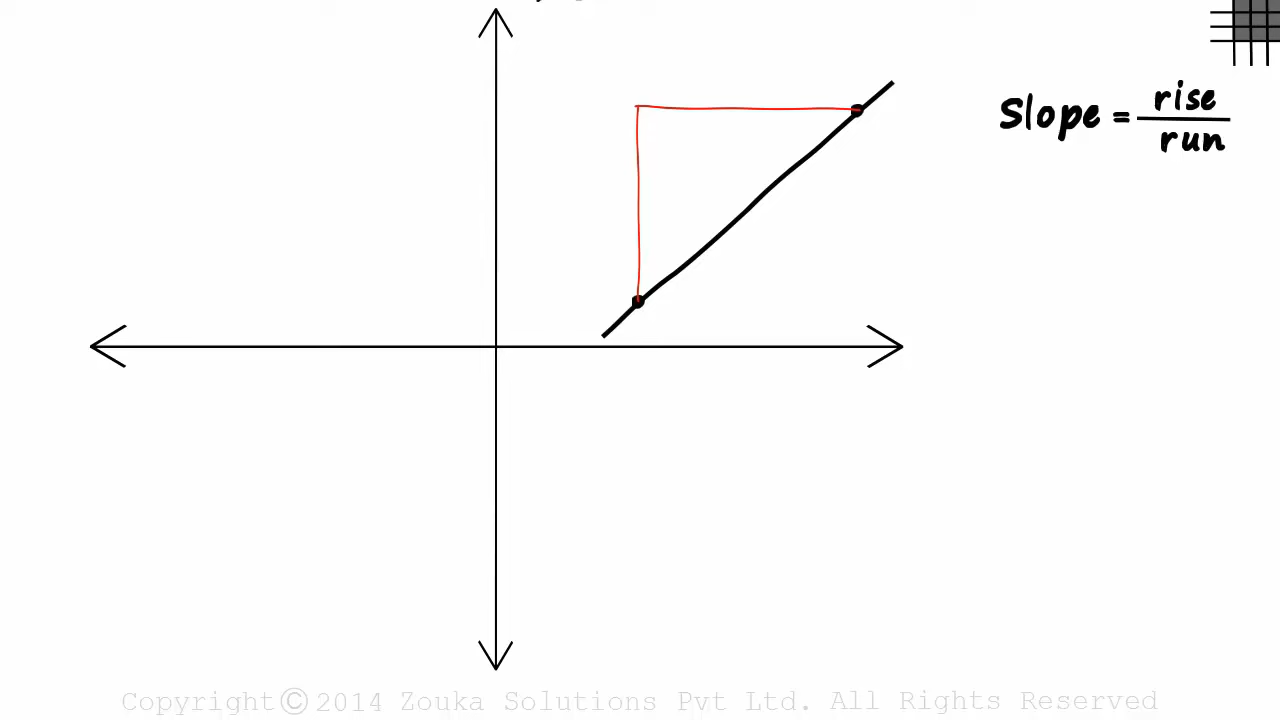 Slope = rise
run
Copyright©2014 Zouka Solutions Pvt Ltd. All Rights Reserved